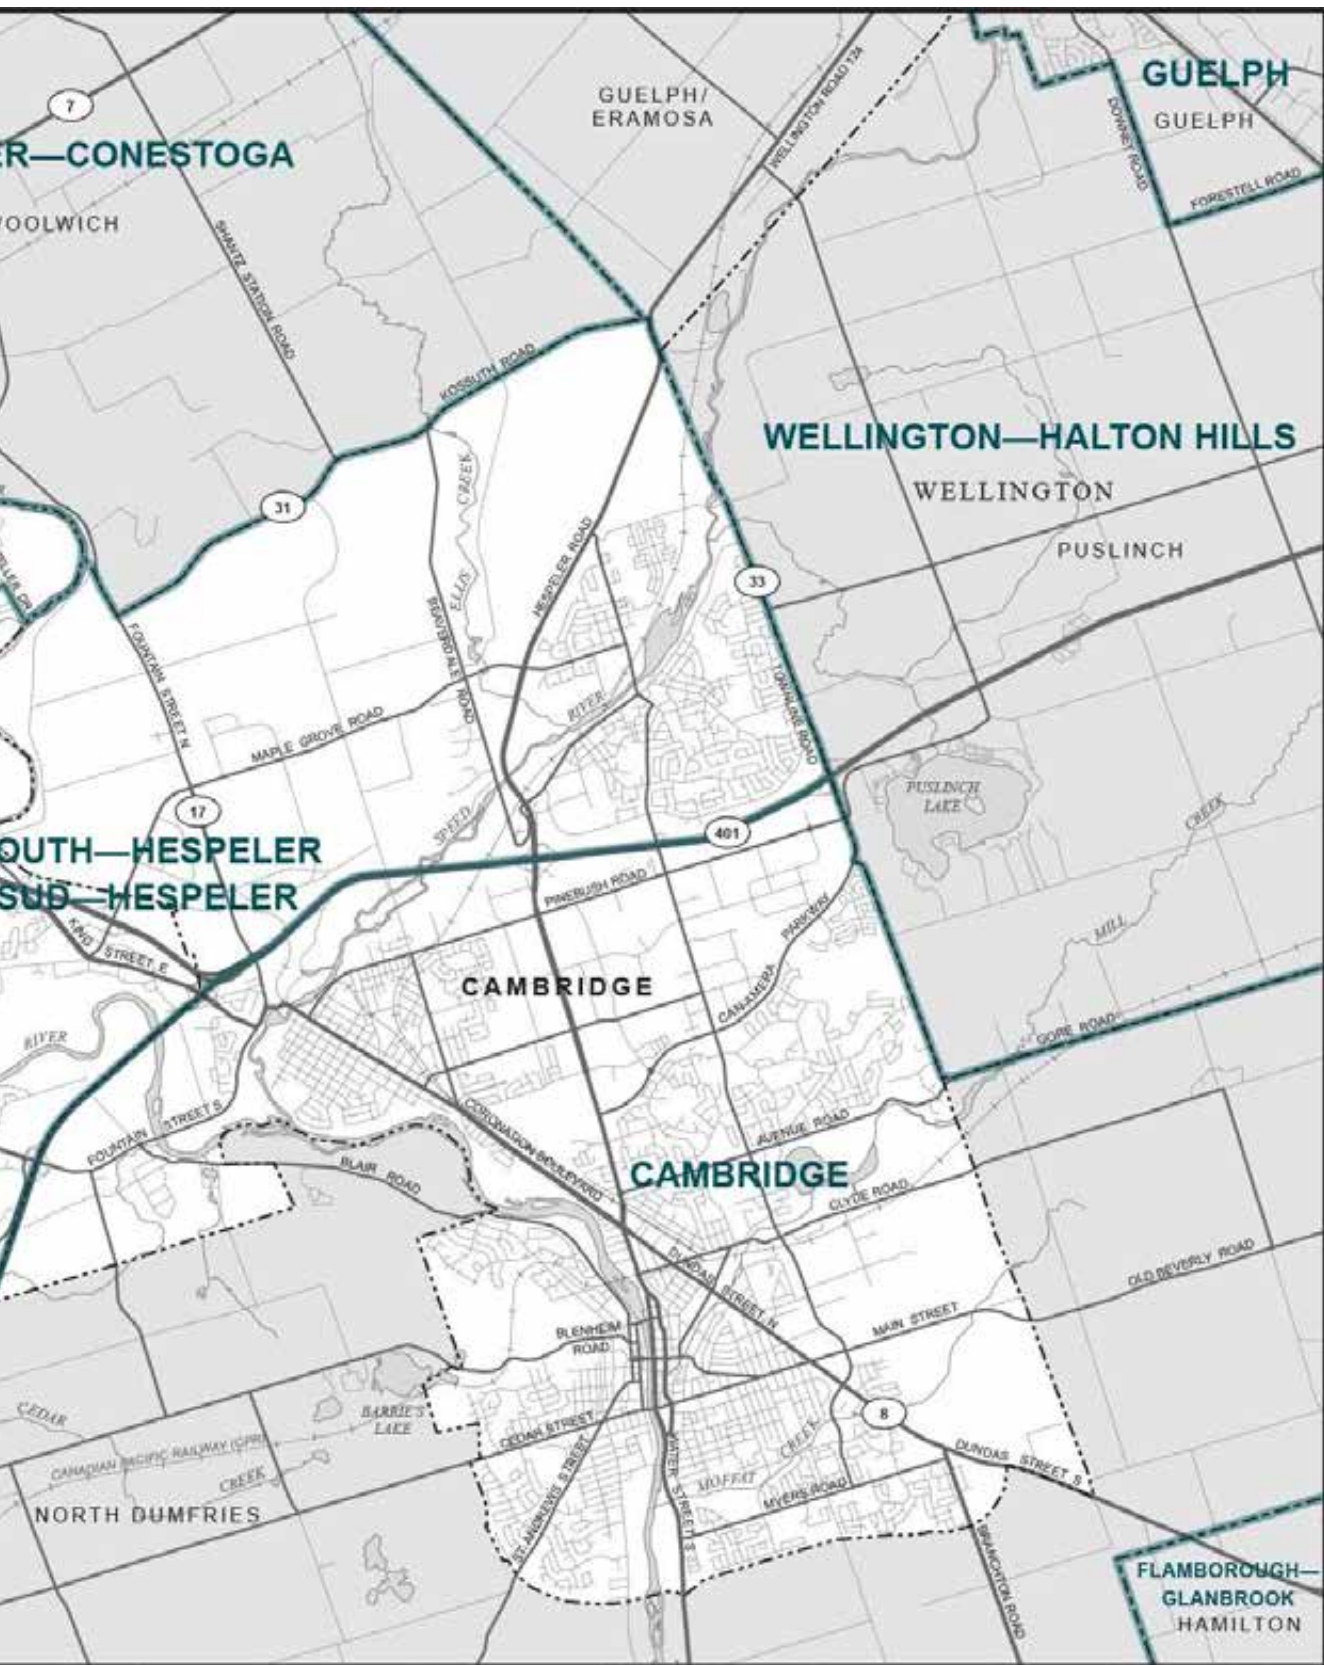 GUELPH/
ERAMOSA
WELLINGTON ROAD 124
GUELPH
GUELPH
DOWNEY ROAD
FORESTELL ROAD
7
ER—CONESTOGA
WOOLWICH
SHANTZ STATION ROAD
KOSSUTH ROAD
WELLINGTON—HALTON HILLS
WELLINGTON
PUSLINCH
31
ELLIS CREEK
HESPELER ROAD
33
BEAVERDALE ROAD
FOUNTAIN STREET N
TOWNLINE ROAD
RIVER
MAPLE GROVE ROAD
PUSLINCH
LAKE
CREEK
17
SPEED
401
OUTH—HESPELER
SUD—HESPELER
PINEBUSH ROAD
PARKWAY
MILL
KING STREET E
CAMBRIDGE
CAN-AMERA
RIVER
GORE ROAD
FOUNTAIN STREET S
CORONATION BOULEVARD
AVENUE ROAD
BLAIR ROAD
CAMBRIDGE
CLYDE ROAD
DUNDAS STREET N
OLD BEVERLY ROAD
BLENHEIM
ROAD
MAIN STREET
CEDAR
BARRIE'S
LAKE
8
CEDAR STREET
CANADIAN PACIFIC RAILWAY (CPR)
CREEK
CREEK
MOFFAT
DUNDAS STREET S
MYERS ROAD
WATER STREET S
NORTH DUMFRIES
ST. ANDREWS STREET
BRANCHTON ROAD
FLAMBOROUGH—
GLANBROOK
HAMILTON